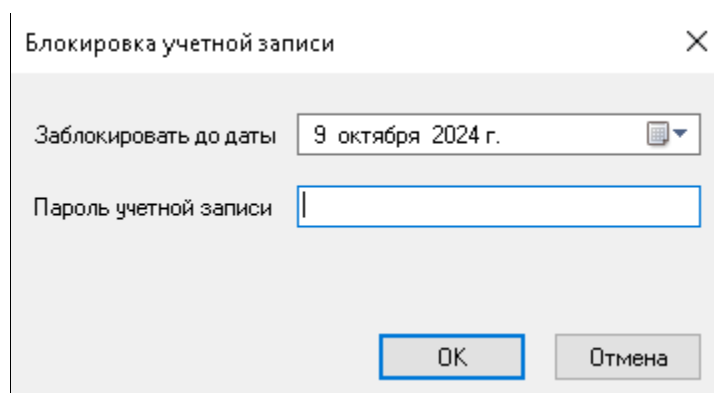 Блокировка учетной записи
Заблокировать до даты 9 октября 2024 г.
Пароль учетной записи
OK Отмена